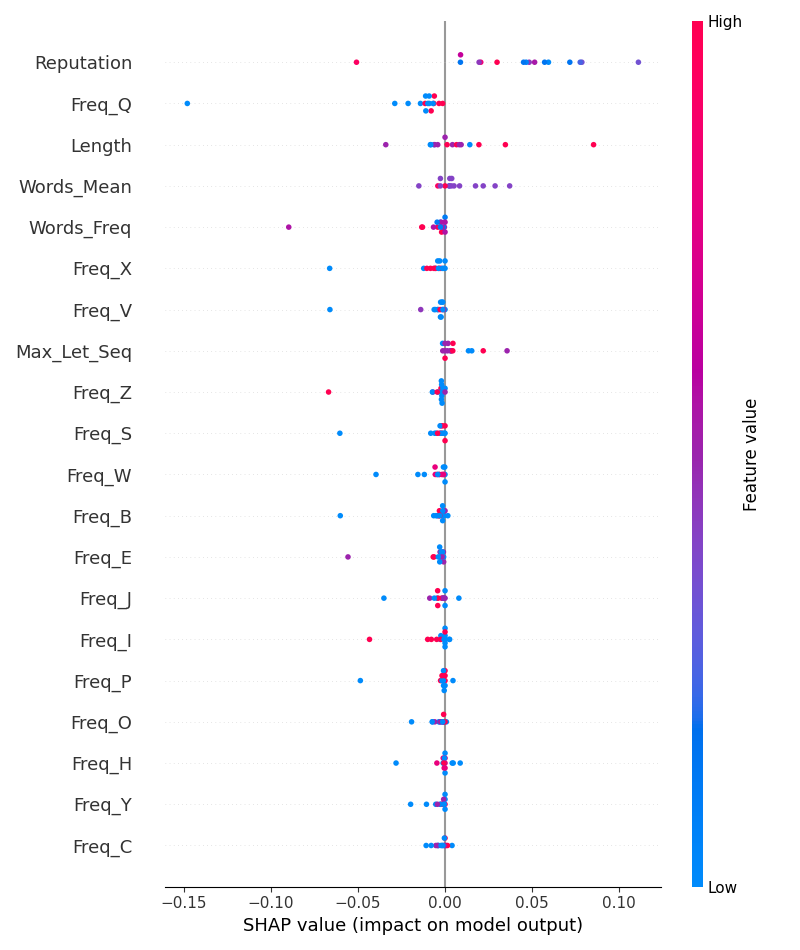 High
Reputation
Freq_Q
Length
Words_Mean
Words_Freq
Freq_X
Freq_V
Max_Let_Seq
Freq_Z
Freq_S
Freq_W
Freq_B
Freq_E
Freq_J
Freq_I
Freq_P
Freq_O
Freq_H
Freq_Y
Freq_C
Feature value
Low
−0.15 −0.10 −0.05 0.00 0.05 0.10
SHAP value (impact on model output)